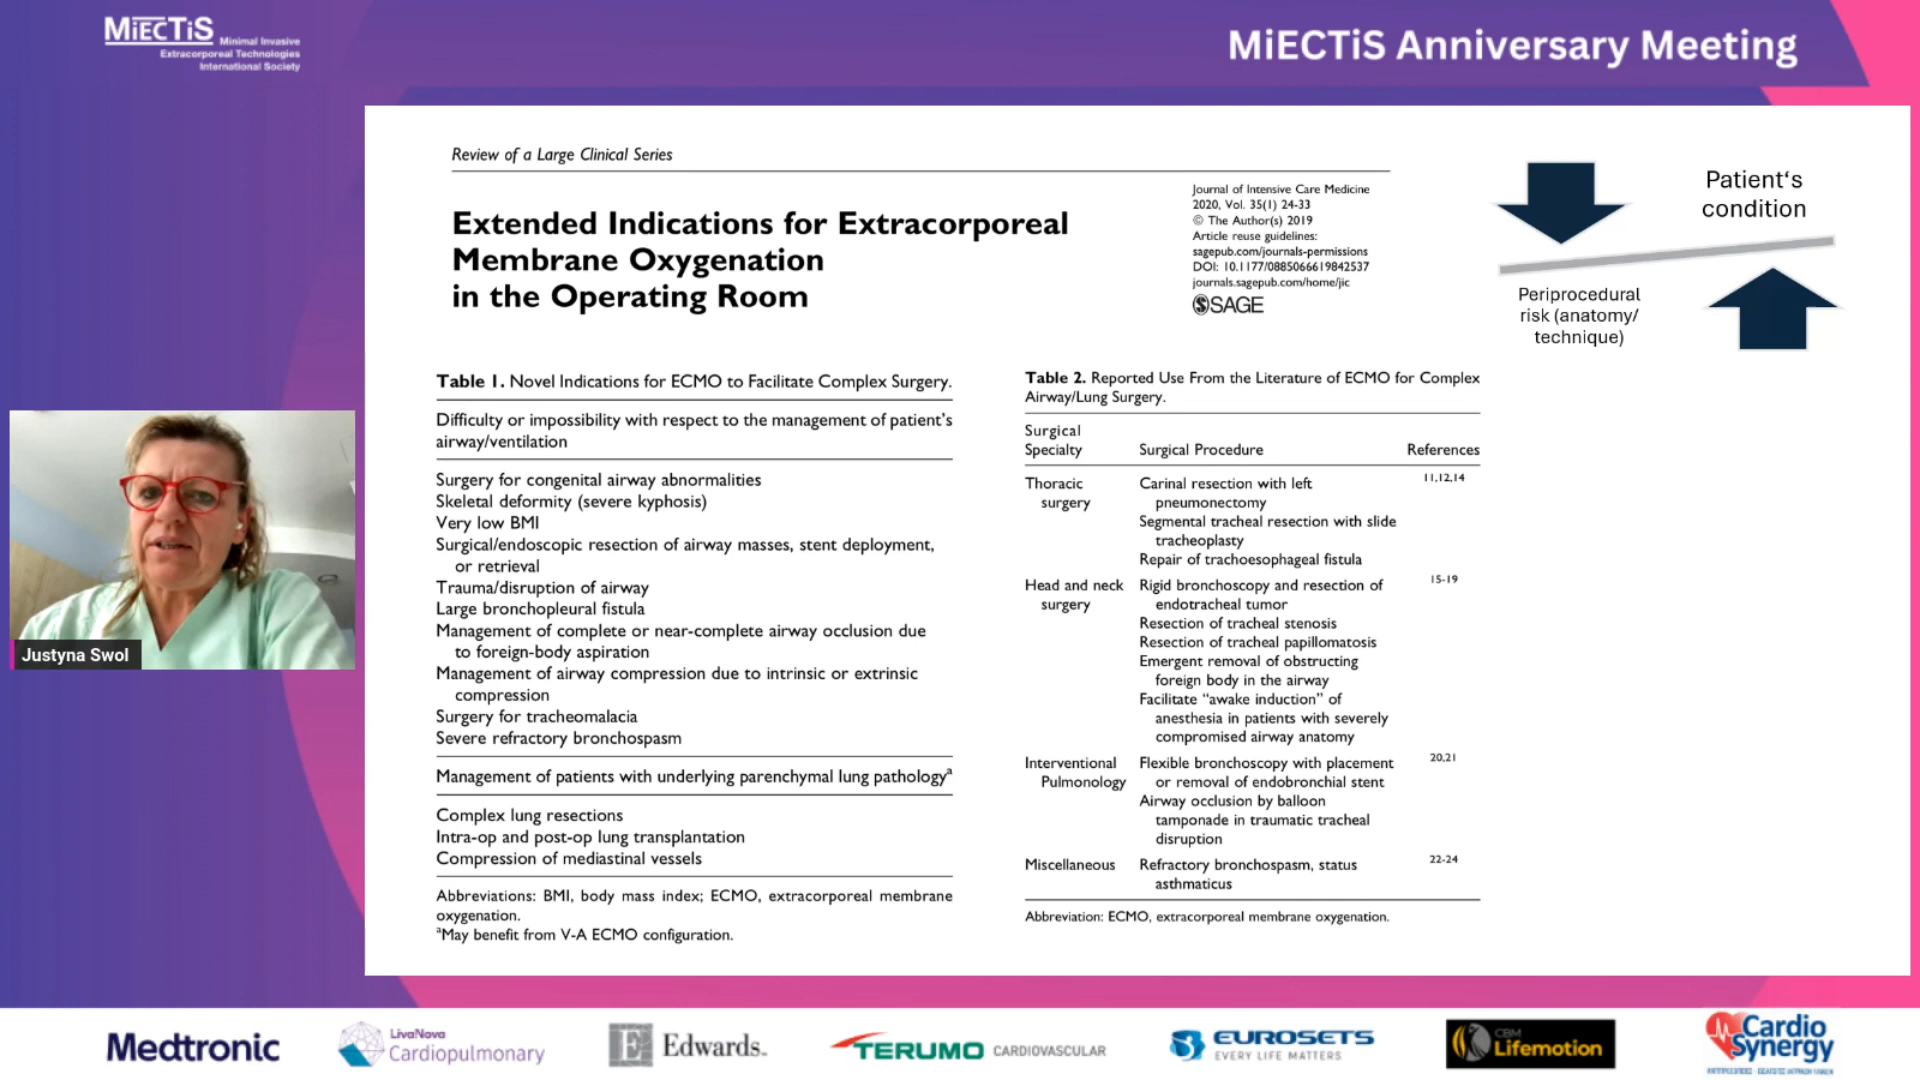 MiECTiS Minimal Invasive
Extracorporeal Technologies
International Society
MiECTiS Anniversary Meeting
Review of a Large Clinical Series
Extended Indications for Extracorporeal
Membrane Oxygenation
in the Operating Room
Journal of Intensive Care Medicine
2020, Vol. 35(1) 24-33
© The Author(s) 2019
Article reuse guidelines:
sagepub.com/journals-permissions
DOI: 10.1177/0885066619842537
journals.sagepub.com/home/jic
SAGE
Patient‘s
condition
Periprocedural
risk (anatomy/
technique)
Table 1. Novel Indications for ECMO to Facilitate Complex Surgery.
Difficulty or impossibility with respect to the management of patient’s
airway/ventilation
Surgery for congenital airway abnormalities
Skeletal deformity (severe kyphosis)
Very low BMI
Surgical/endoscopic resection of airway masses, stent deployment,
or retrieval
Trauma/disruption of airway
Large bronchopleural fistula
Management of complete or near-complete airway occlusion due
to foreign-body aspiration
Management of airway compression due to intrinsic or extrinsic
compression
Surgery for tracheomalacia
Severe refractory bronchospasm
Management of patients with underlying parenchymal lung pathologyᵃ
Complex lung resections
Intra-op and post-op lung transplantation
Compression of mediastinal vessels
Abbreviations: BMI, body mass index; ECMO, extracorporeal membrane
oxygenation.
ᵃMay benefit from V-A ECMO configuration.
Table 2. Reported Use From the Literature of ECMO for Complex
Airway/Lung Surgery.
Surgical
Specialty Surgical Procedure References
Thoracic Carinal resection with left 11,12,14
surgery pneumonectomy
Segmental tracheal resection with slide
tracheoplasty
Repair of trachoesophageal fistula
Head and neck Rigid bronchoscopy and resection of 15-19
surgery endotracheal tumor
Resection of tracheal stenosis
Resection of tracheal papillomatosis
Emergent removal of obstructing
foreign body in the airway
Facilitate “awake induction” of
anesthesia in patients with severely
compromised airway anatomy
Interventional Flexible bronchoscopy with placement 20,21
Pulmonology or removal of endobronchial stent
Airway occlusion by balloon
tamponade in traumatic tracheal
disruption
Miscellaneous Refractory bronchospasm, status 22-24
asthmaticus
Abbreviation: ECMO, extracorporeal membrane oxygenation.
Justyna Swol
Medtronic
LivaNova
Cardiopulmonary
E Edwards.
TERUMO CARDIOVASCULAR
EUROSETS
EVERY LIFE MATTERS
CBM
Lifemotion
Cardio
Synergy